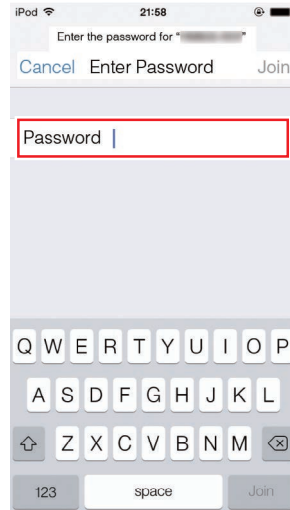 iPod 21:58
Enter the password for “ ”
Cancel Enter Password Join
Password
Q W E R T Y U I O P
A S D F G H J K L
Z X C V B N M
123 space Join